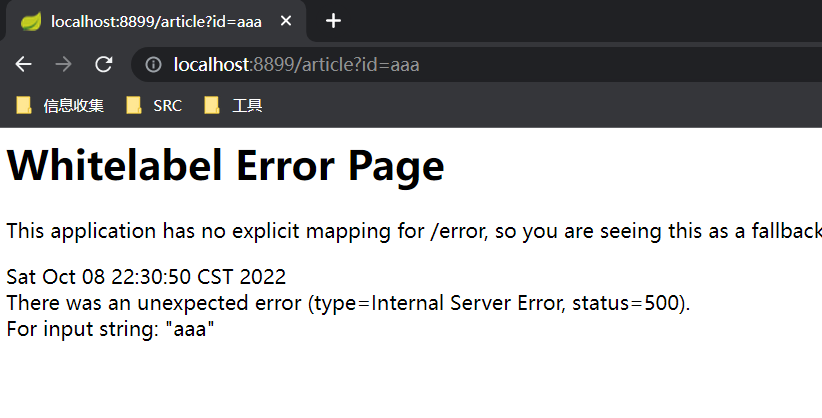 localhost:8899/article?id=aaa
localhost:8899/article?id=aaa
信息收集 SRC 工具
Whitelabel Error Page
This application has no explicit mapping for /error, so you are seeing this as a fallback
Sat Oct 08 22:30:50 CST 2022
There was an unexpected error (type=Internal Server Error, status=500).
For input string: "aaa"